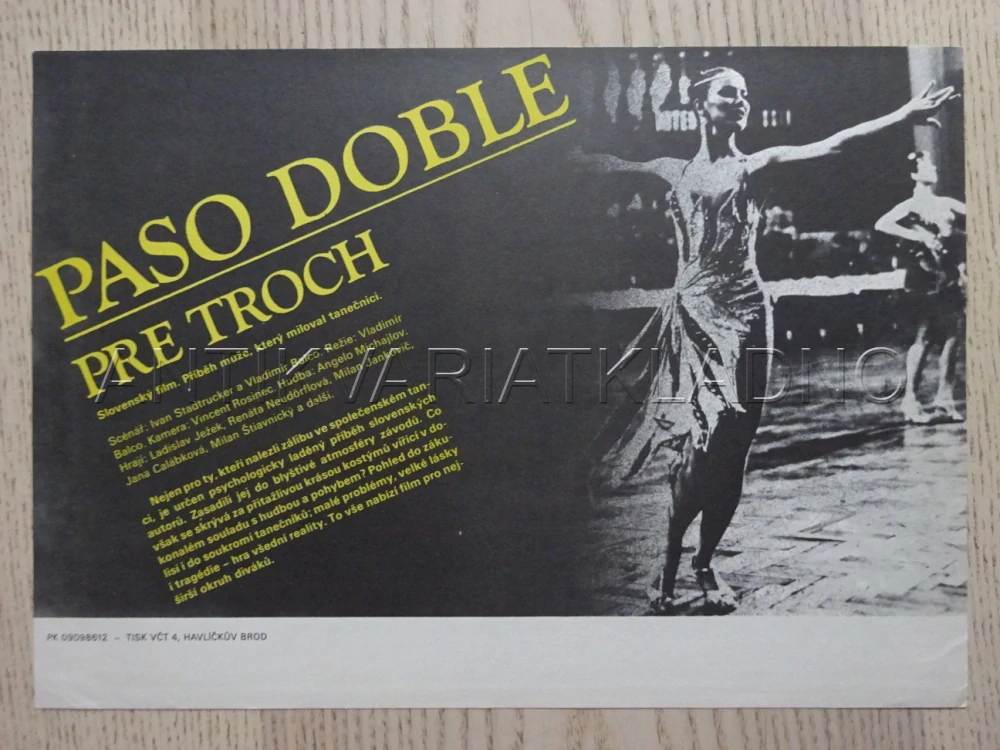 PASO DOBLE
PRE TROCH
Slovenský film. Příběh muže, který miloval tanečnici.
Scénář: Ivan Stadtrucker a Vladimír Balco. Režie: Vladimír
Balco. Kamera: Vincent Rosinec. Hudba: Angelo Michajlov.
Hrají: Ladislav Ježek, Renáta Neudörflová, Milan Jankovič,
Jana Čalábková, Milan Štiavnický a další.
Nejen pro ty, kteří nalezli zálibu ve společenském tan-
ci, je určen psychologicky laděný příběh slovenských
autorů. Zasadili jej do blyštivé atmosféry závodů. Co
však se skrývá za přitažlivou krásou kostýmů vířící v do-
konalém souladu s hudbou a pohybem? Pohled do záku-
lisí i do soukromí tanečníků; malé problémy, velké lásky
i tragédie – hra všední reality. To vše nabízí film pro nej-
širší okruh diváků.
ANTIKVARIATKLADNO
PK 09098612 – TISK VČT 4, HAVLÍČKŮV BROD